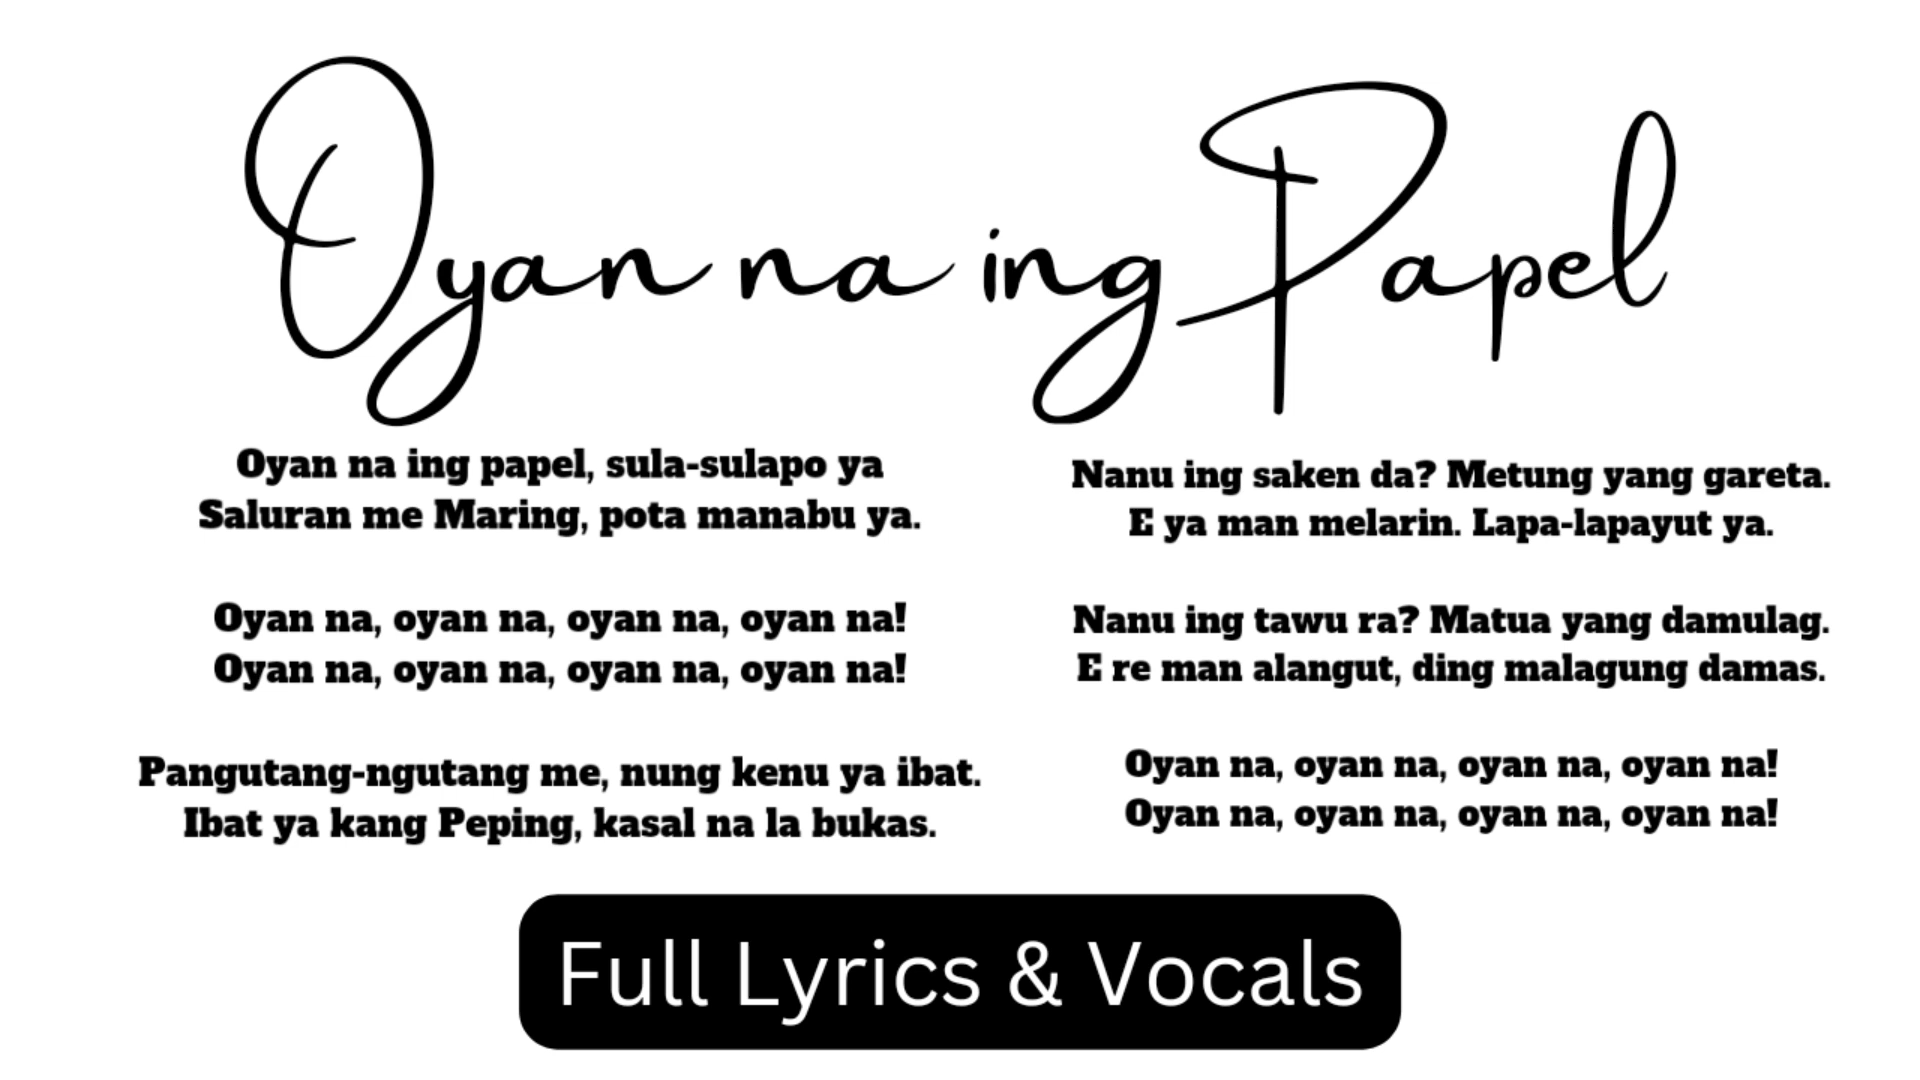 Oyan na ing Papel
Oyan na ing papel, sula-sulapo ya
Saluran me Maring, pota manabu ya.
Oyan na, oyan na, oyan na, oyan na!
Oyan na, oyan na, oyan na, oyan na!
Pangutang-ngutang me, nung kenu ya ibat.
Ibat ya kang Peping, kasal na la bukas.
Nanu ing saken da? Metung yang gareta.
E ya man melarin. Lapa-lapayut ya.
Nanu ing tawu ra? Matua yang damulag.
E re man alangut, ding malagung damas.
Oyan na, oyan na, oyan na, oyan na!
Oyan na, oyan na, oyan na, oyan na!
Full Lyrics & Vocals